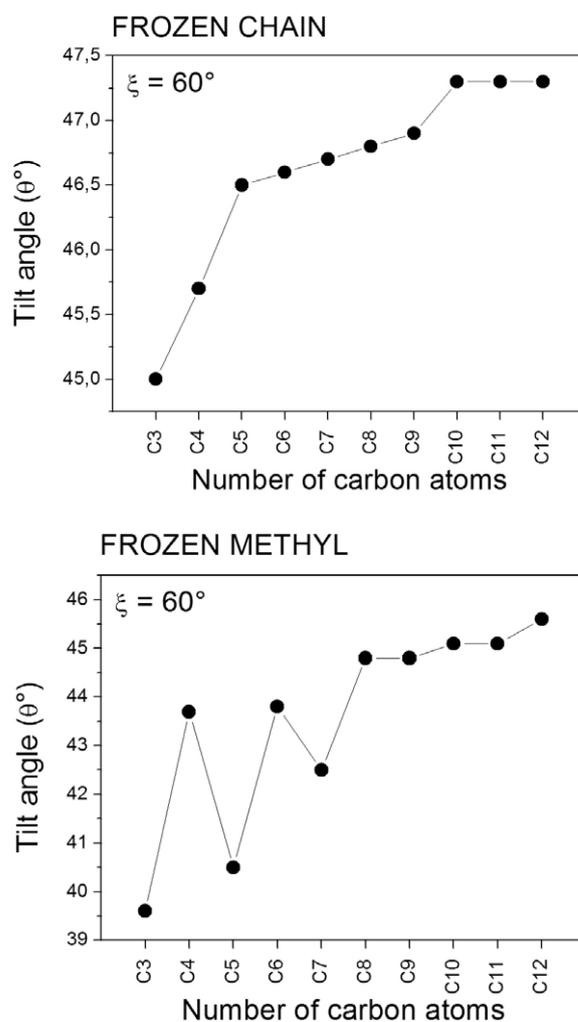 FROZEN CHAIN
ξ = 60°
47,5
47,0
46,5
46,0
45,5
45,0
Tilt angle (θ°)
C3 C4 C5 C6 C7 C8 C9 C10 C11 C12
Number of carbon atoms
FROZEN METHYL
ξ = 60°
46
45
44
43
42
41
40
39
Tilt angle (θ°)
C3 C4 C5 C6 C7 C8 C9 C10 C11 C12
Number of carbon atoms